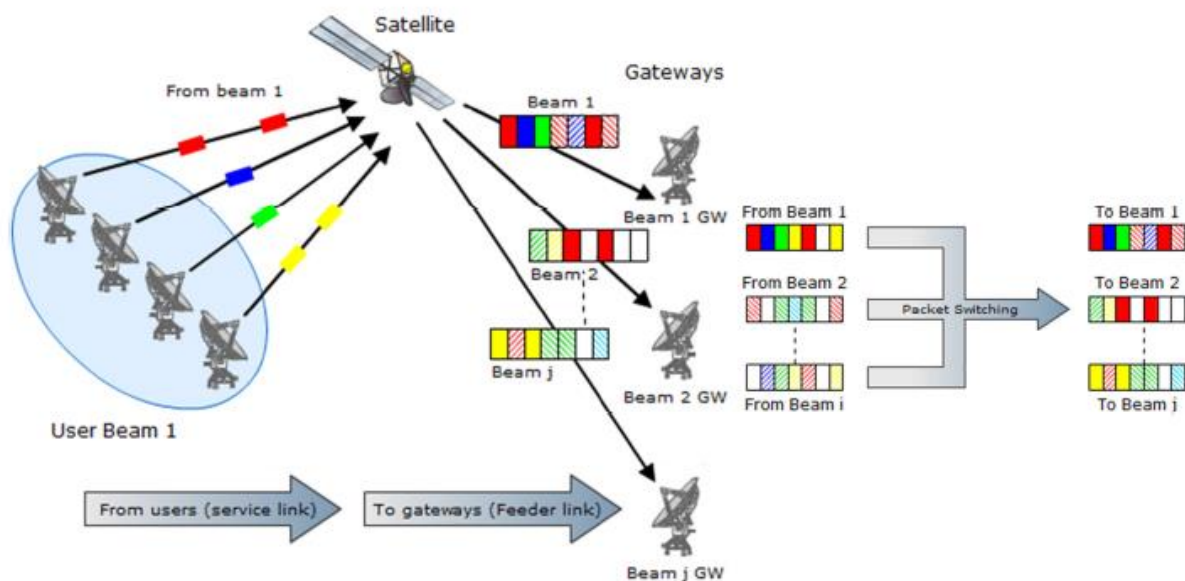 Satellite
Gateways
From beam 1
Beam 1
Beam 1 GW
From Beam 1
To Beam 1
Beam 2
From Beam 2
To Beam 2
Packet Switching
Beam j
Beam 2 GW
From Beam i
To Beam j
User Beam 1
From users (service link)
To gateways (Feeder link)
Beam j GW